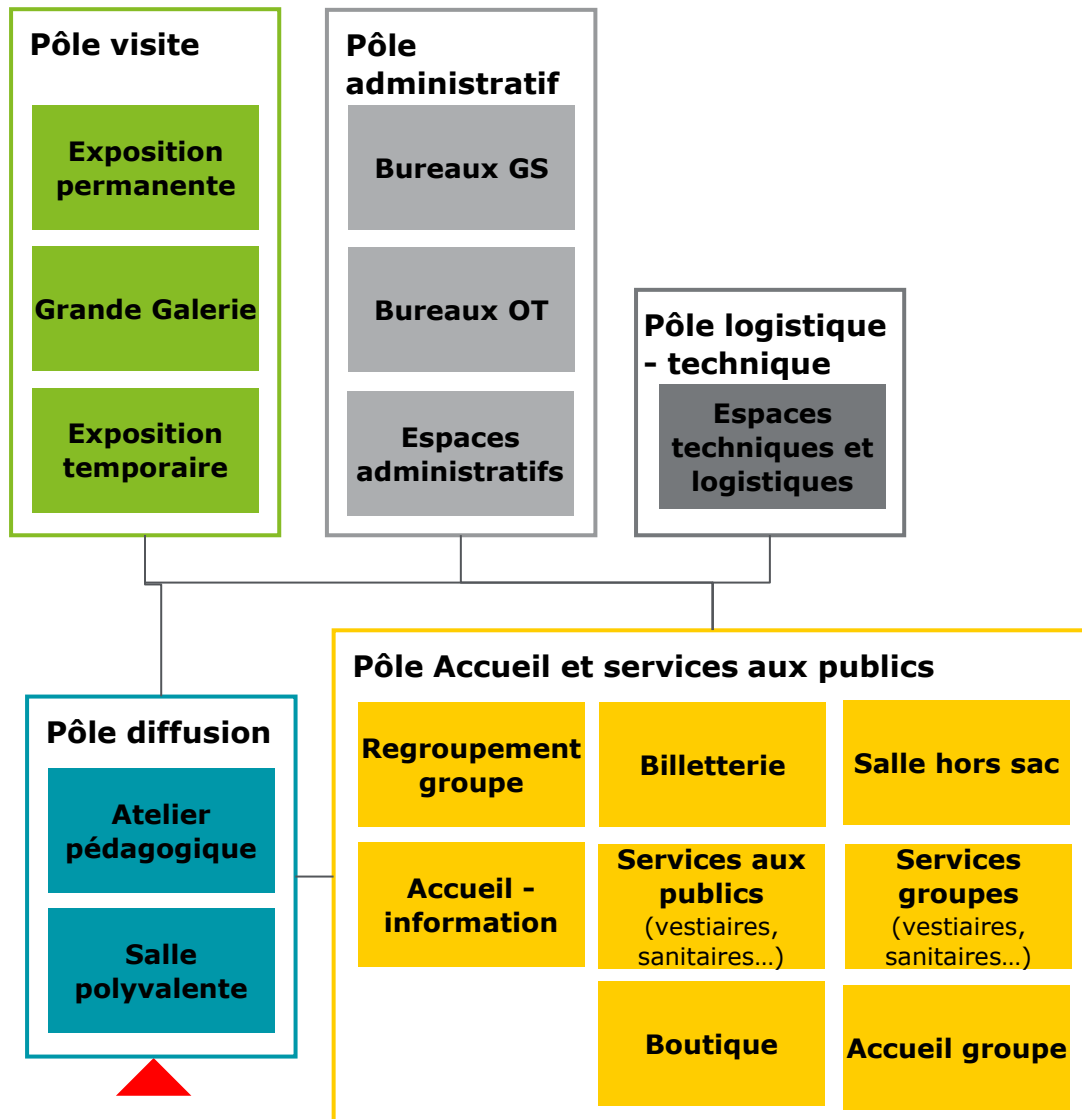 Pôle visite
Exposition
permanente
Grande Galerie
Exposition
temporaire
Pôle
administratif
Bureaux GS
Bureaux OT
Espaces
administratifs
Pôle logistique
- technique
Espaces
techniques et
logistiques
Pôle diffusion
Atelier
pédagogique
Salle
polyvalente
Pôle Accueil et services aux publics
Regroupement
groupe
Billetterie
Salle hors sac
Accueil -
information
Services aux
publics
(vestiaires,
sanitaires…)
Services
groupes
(vestiaires,
sanitaires…)
Boutique
Accueil groupe